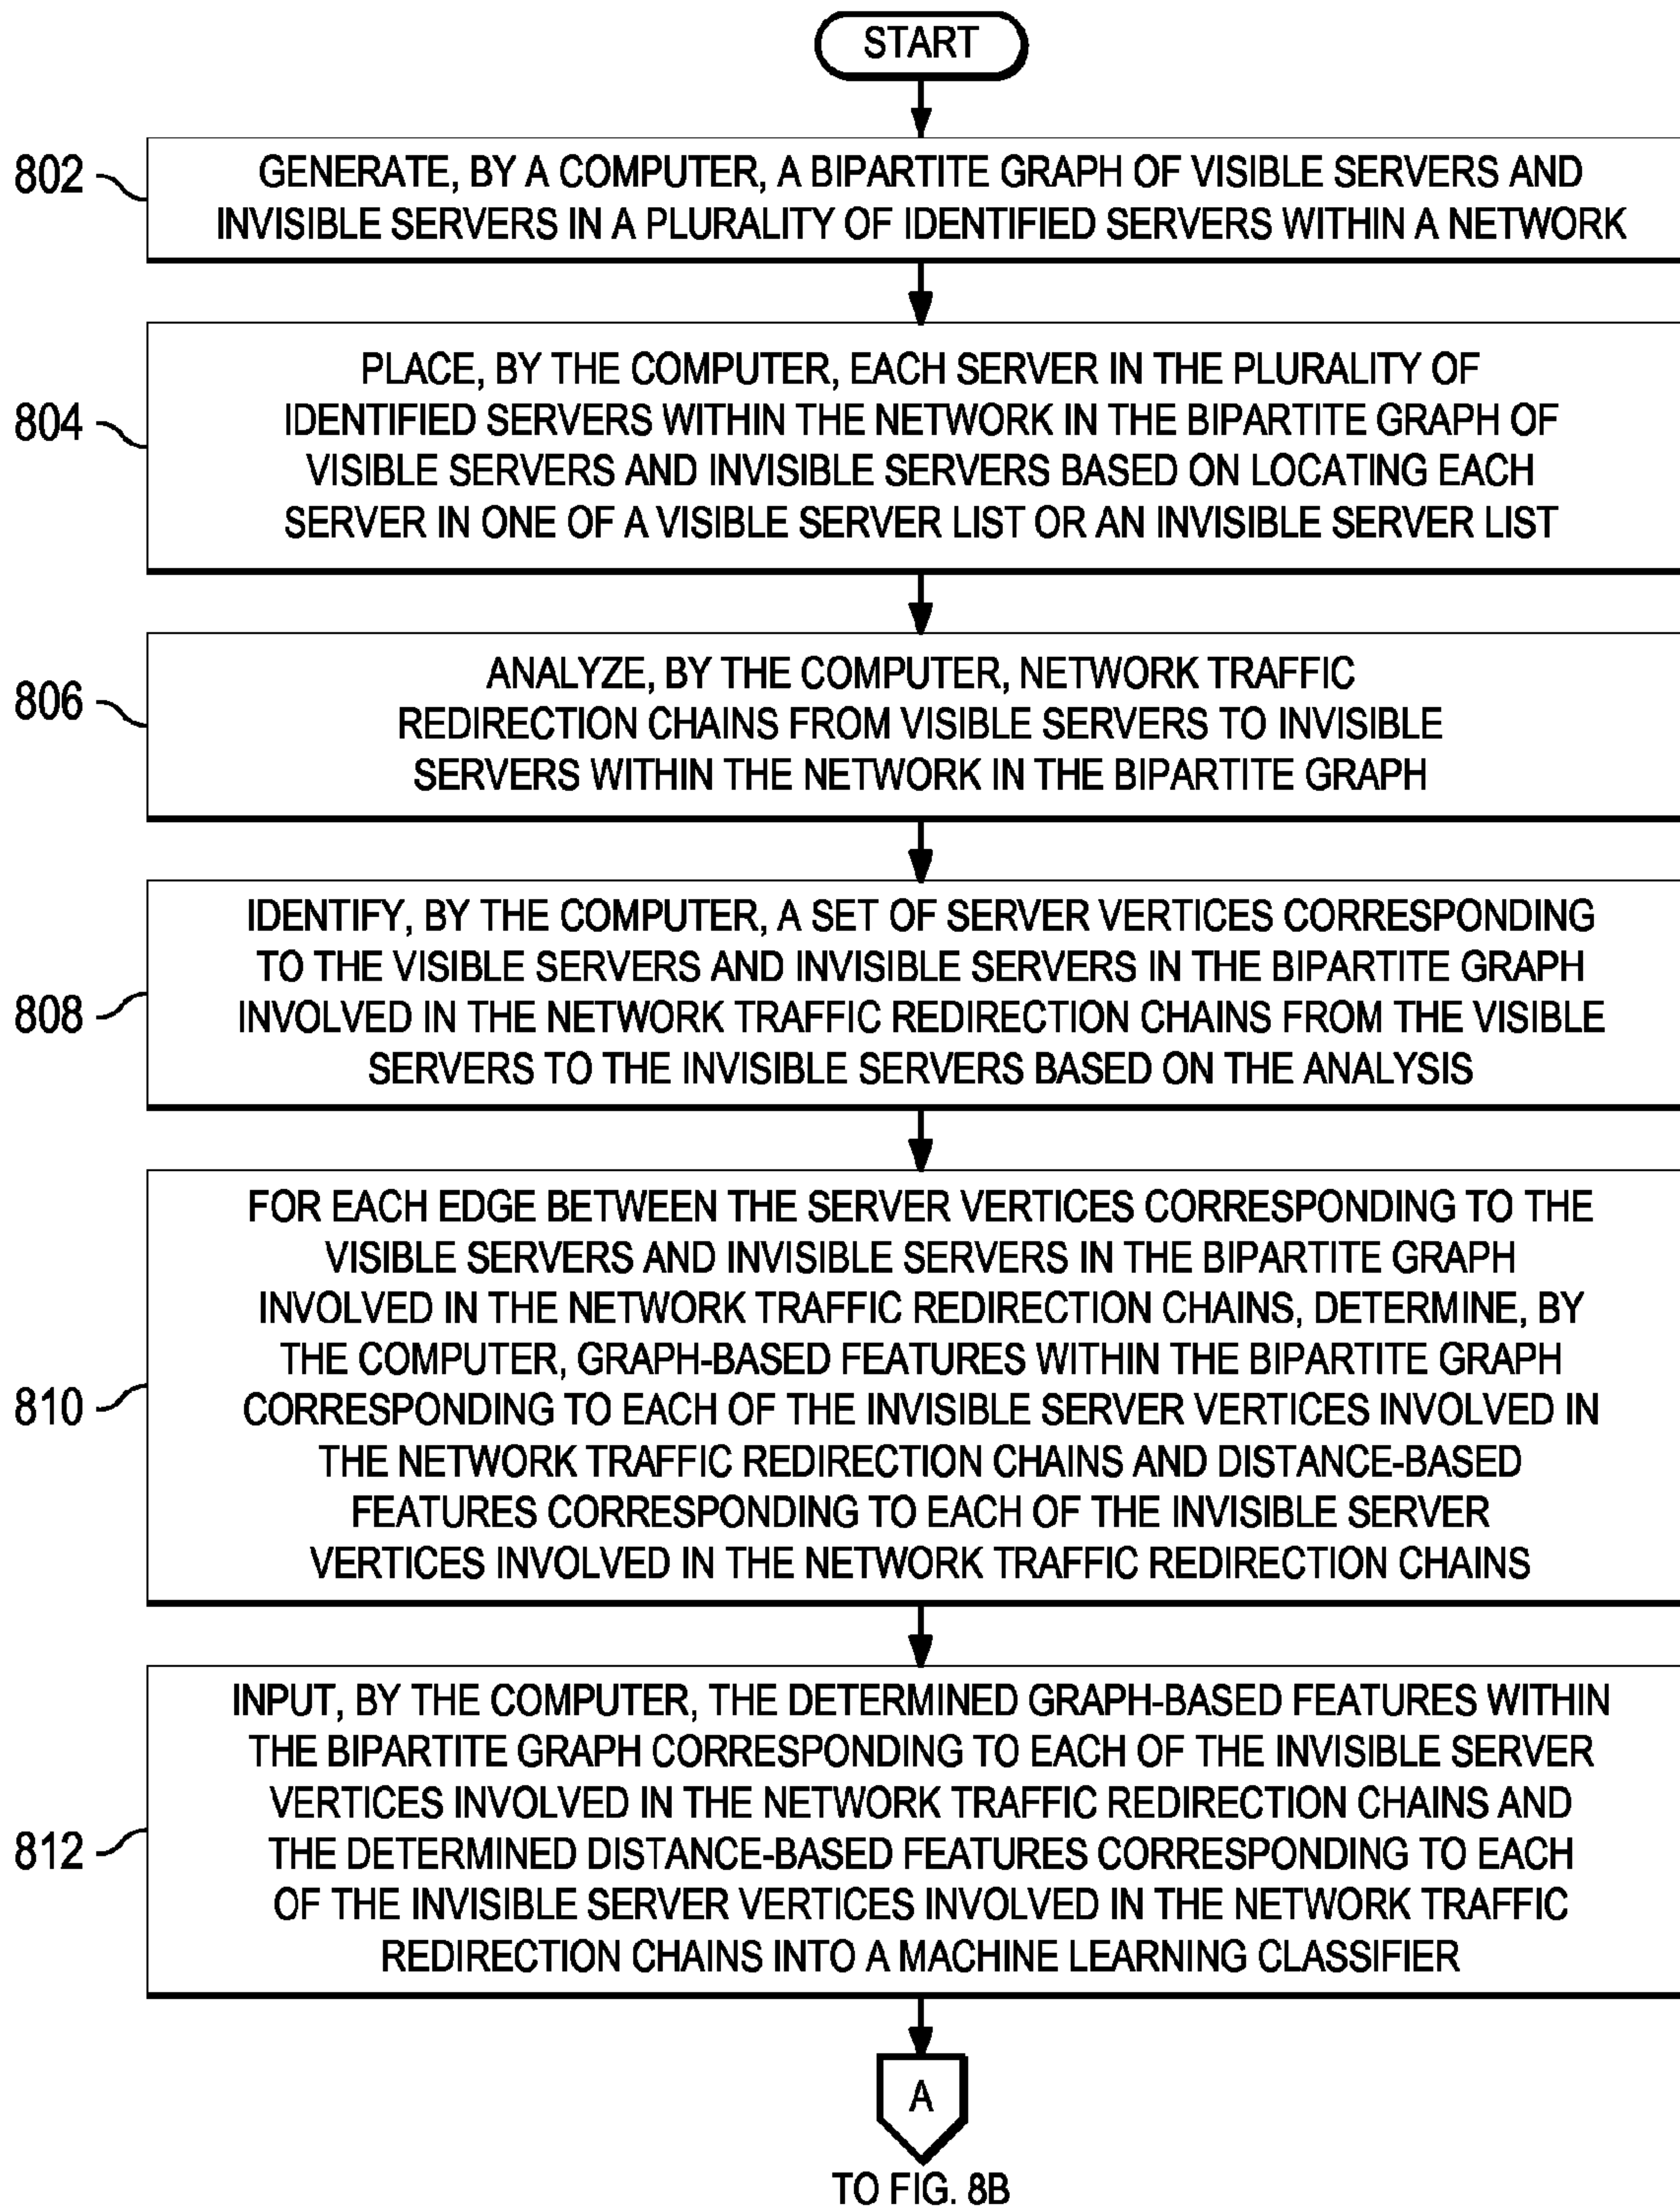 START
802
GENERATE, BY A COMPUTER, A BIPARTITE GRAPH OF VISIBLE SERVERS AND
INVISIBLE SERVERS IN A PLURALITY OF IDENTIFIED SERVERS WITHIN A NETWORK
804
PLACE, BY THE COMPUTER, EACH SERVER IN THE PLURALITY OF
IDENTIFIED SERVERS WITHIN THE NETWORK IN THE BIPARTITE GRAPH OF
VISIBLE SERVERS AND INVISIBLE SERVERS BASED ON LOCATING EACH
SERVER IN ONE OF A VISIBLE SERVER LIST OR AN INVISIBLE SERVER LIST
806
ANALYZE, BY THE COMPUTER, NETWORK TRAFFIC
REDIRECTION CHAINS FROM VISIBLE SERVERS TO INVISIBLE
SERVERS WITHIN THE NETWORK IN THE BIPARTITE GRAPH
808
IDENTIFY, BY THE COMPUTER, A SET OF SERVER VERTICES CORRESPONDING
TO THE VISIBLE SERVERS AND INVISIBLE SERVERS IN THE BIPARTITE GRAPH
INVOLVED IN THE NETWORK TRAFFIC REDIRECTION CHAINS FROM THE VISIBLE
SERVERS TO THE INVISIBLE SERVERS BASED ON THE ANALYSIS
810
FOR EACH EDGE BETWEEN THE SERVER VERTICES CORRESPONDING TO THE
VISIBLE SERVERS AND INVISIBLE SERVERS IN THE BIPARTITE GRAPH
INVOLVED IN THE NETWORK TRAFFIC REDIRECTION CHAINS, DETERMINE, BY
THE COMPUTER, GRAPH-BASED FEATURES WITHIN THE BIPARTITE GRAPH
CORRESPONDING TO EACH OF THE INVISIBLE SERVER VERTICES INVOLVED IN
THE NETWORK TRAFFIC REDIRECTION CHAINS AND DISTANCE-BASED
FEATURES CORRESPONDING TO EACH OF THE INVISIBLE SERVER
VERTICES INVOLVED IN THE NETWORK TRAFFIC REDIRECTION CHAINS
812
INPUT, BY THE COMPUTER, THE DETERMINED GRAPH-BASED FEATURES WITHIN
THE BIPARTITE GRAPH CORRESPONDING TO EACH OF THE INVISIBLE SERVER
VERTICES INVOLVED IN THE NETWORK TRAFFIC REDIRECTION CHAINS AND
THE DETERMINED DISTANCE-BASED FEATURES CORRESPONDING TO EACH
OF THE INVISIBLE SERVER VERTICES INVOLVED IN THE NETWORK TRAFFIC
REDIRECTION CHAINS INTO A MACHINE LEARNING CLASSIFIER
A
TO FIG. 8B